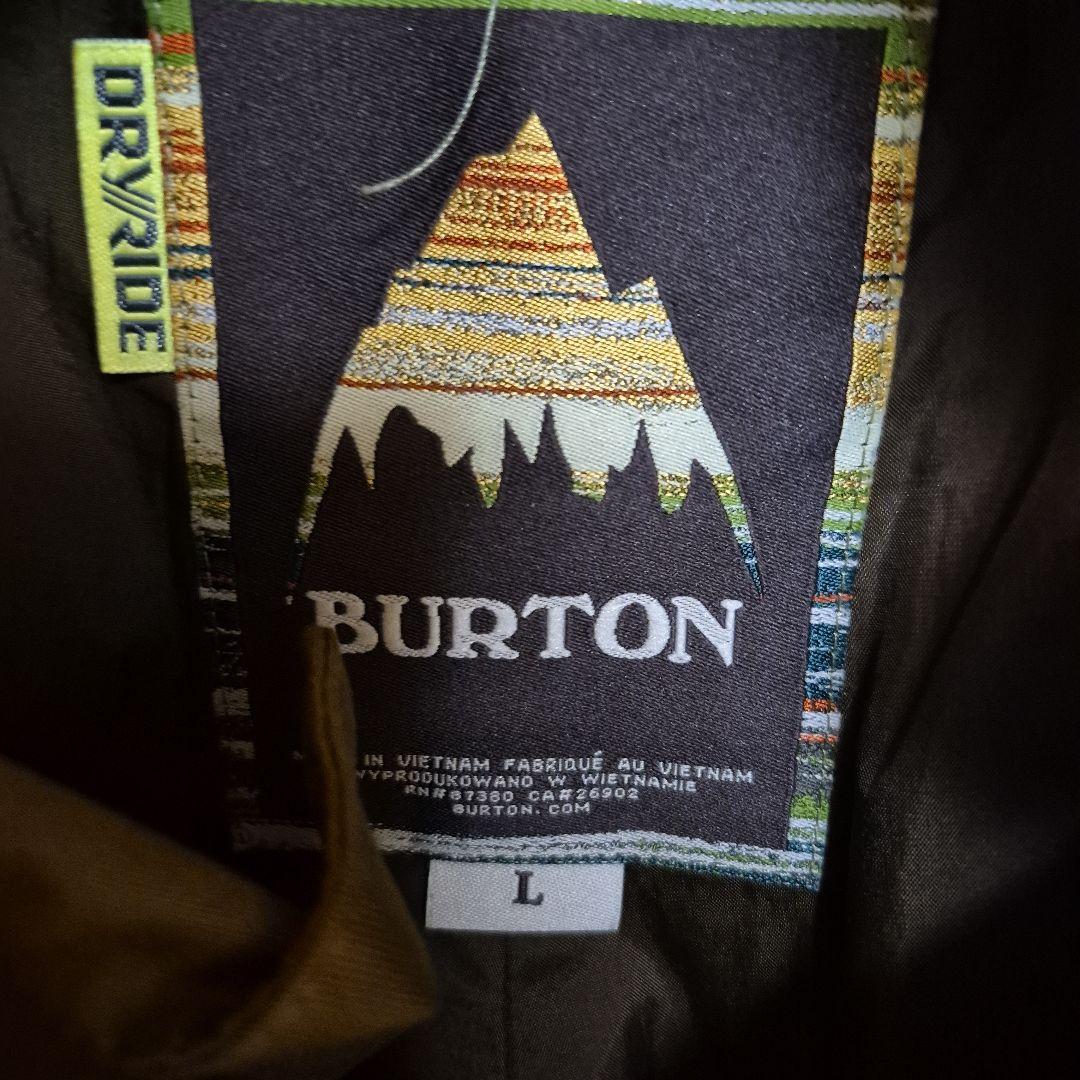 DRY//RIDE
BURTON
IN VIETNAM FABRIQUÉ AU VIETNAM
WYPRODUKOWANO W WIETNAMIE
RN#87380 CA#26902
BURTON.COM
L